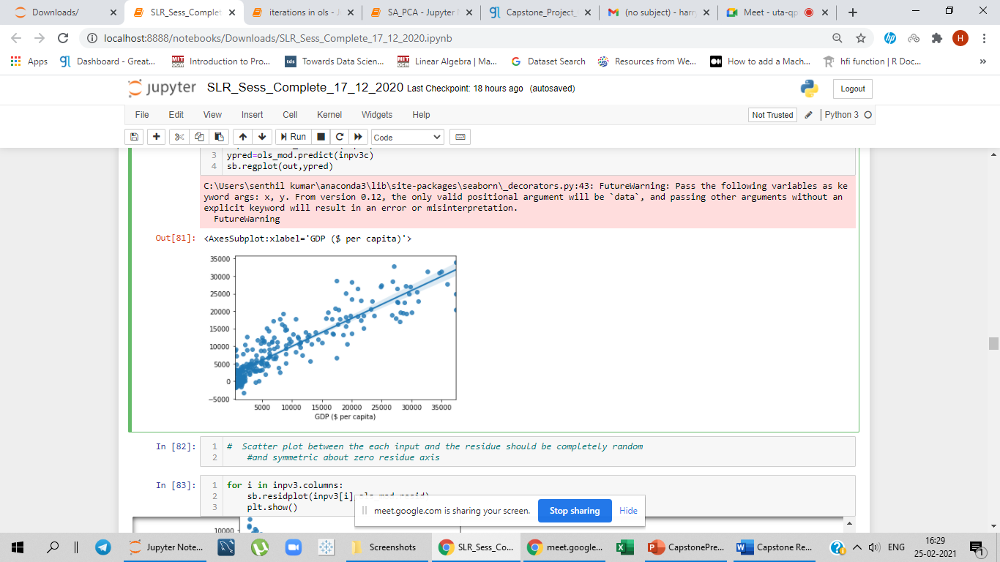 Downloads/
SLR_Sess_Complet
iterations in ols - J
SA_PCA - Jupyter
Capstone_Project_
(no subject) - harr
Meet - uta-qp
localhost:8888/notebooks/Downloads/SLR_Sess_Complete_17_12_2020.ipynb
H
Apps
Dashboard - Great...
Introduction to Pro...
Towards Data Scien...
Linear Algebra | Ma...
Dataset Search
Resources from We...
How to add a Mach...
hfi function | R Doc...
»
jupyter SLR_Sess_Complete_17_12_2020 Last Checkpoint: 18 hours ago (autosaved)
Logout
File Edit View Insert Cell Kernel Widgets Help
Not Trusted
Python 3
Run
Code
3 ypred=ols_mod.predict(inpv3c)
4 sb.regplot(out,ypred)
C:\Users\senthil kumar\anaconda3\lib\site-packages\seaborn\_decorators.py:43: FutureWarning: Pass the following variables as ke
yword args: x, y. From version 0.12, the only valid positional argument will be `data`, and passing other arguments without an
explicit keyword will result in an error or misinterpretation.
FutureWarning
Out[81]: <AxesSubplot:xlabel='GDP ($ per capita)'>
35000
30000
25000
20000
15000
10000
5000
0
−5000
5000 10000 15000 20000 25000 30000 35000
GDP ($ per capita)
In [82]: 1 # Scatter plot between the each input and the residue should be completely random
2 #and symmetric about zero residue axis
In [83]: 1 for i in inpv3.columns:
2 sb.residplot(inpv3[i]
3 plt.show()
meet.google.com is sharing your screen.
Stop sharing
Hide
10000
Jupyter Note...
Screenshots
SLR_Sess_Co...
meet.google...
CapstonePre...
Capstone Re...
ENG
16:29
25-02-2021
1